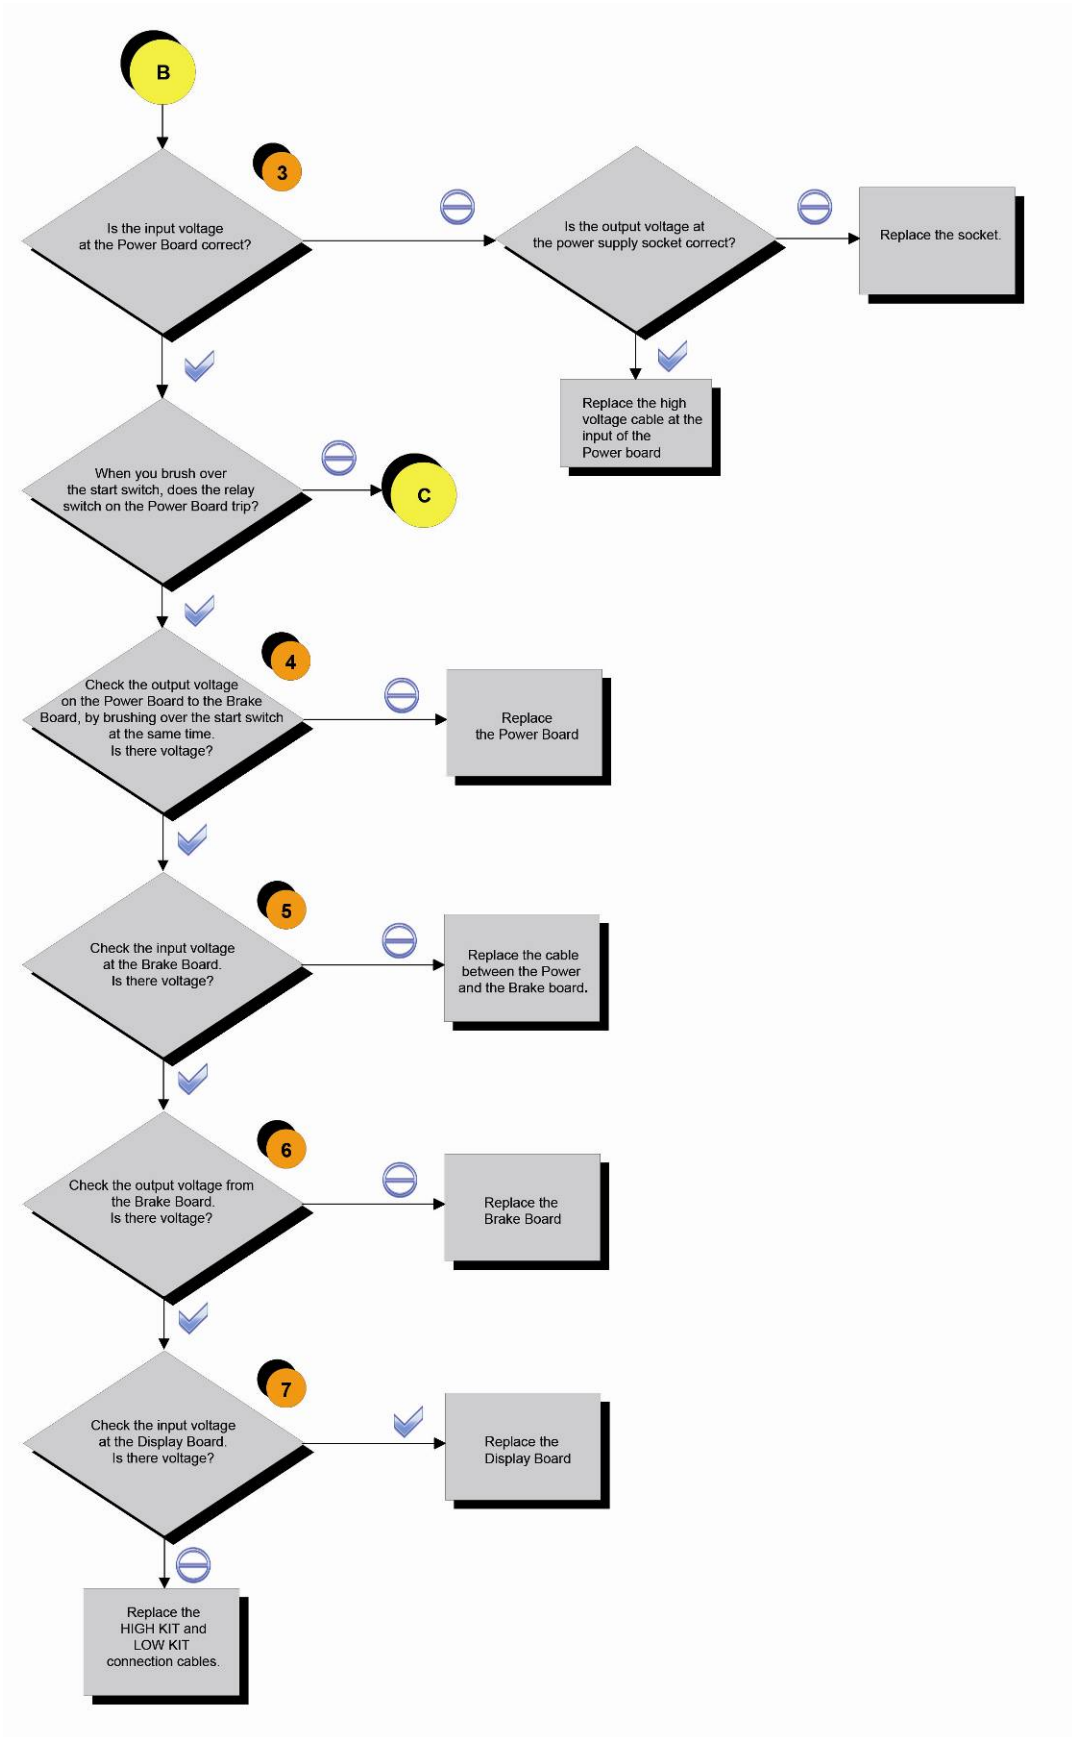 B
3
Is the input voltage
at the Power Board correct?
Is the output voltage at
the power supply socket correct?
Replace the socket.
Replace the high
voltage cable at the
input of the
Power board
When you brush over
the start switch, does the relay
switch on the Power Board trip?
C
4
Check the output voltage
on the Power Board to the Brake
Board, by brushing over the start switch
at the same time.
Is there voltage?
Replace
the Power Board
5
Check the input voltage
at the Brake Board.
Is there voltage?
Replace the cable
between the Power
and the Brake board.
6
Check the output voltage from
the Brake Board.
Is there voltage?
Replace the
Brake Board
7
Check the input voltage
at the Display Board.
Is there voltage?
Replace the
Display Board
Replace the
HIGH KIT and
LOW KIT
connection cables.